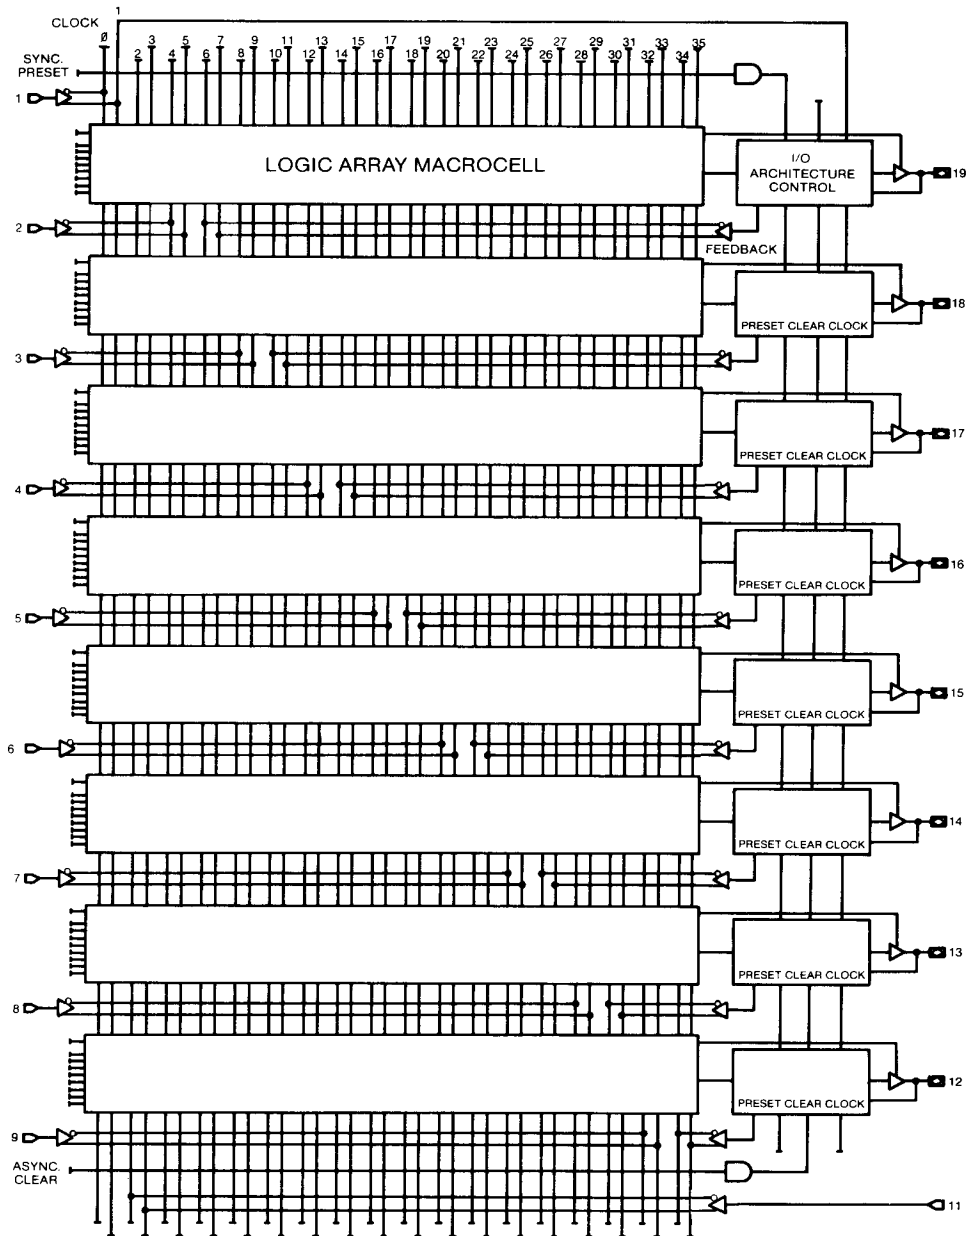 1
CLOCK
Ø
2 3 4 5 6 7 8 9 10 11 12 13 14 15 16 17 18 19 20 21 22 23 24 25 26 27 28 29 30 31 32 33 34 35
SYNC.
PRESET
1
LOGIC ARRAY MACROCELL
I/O
ARCHITECTURE
CONTROL
19
2
FEEDBACK
18
PRESET CLEAR CLOCK
3
17
PRESET CLEAR CLOCK
4
16
PRESET CLEAR CLOCK
5
15
PRESET CLEAR CLOCK
6
14
PRESET CLEAR CLOCK
7
13
PRESET CLEAR CLOCK
8
12
PRESET CLEAR CLOCK
9
ASYNC.
CLEAR
11